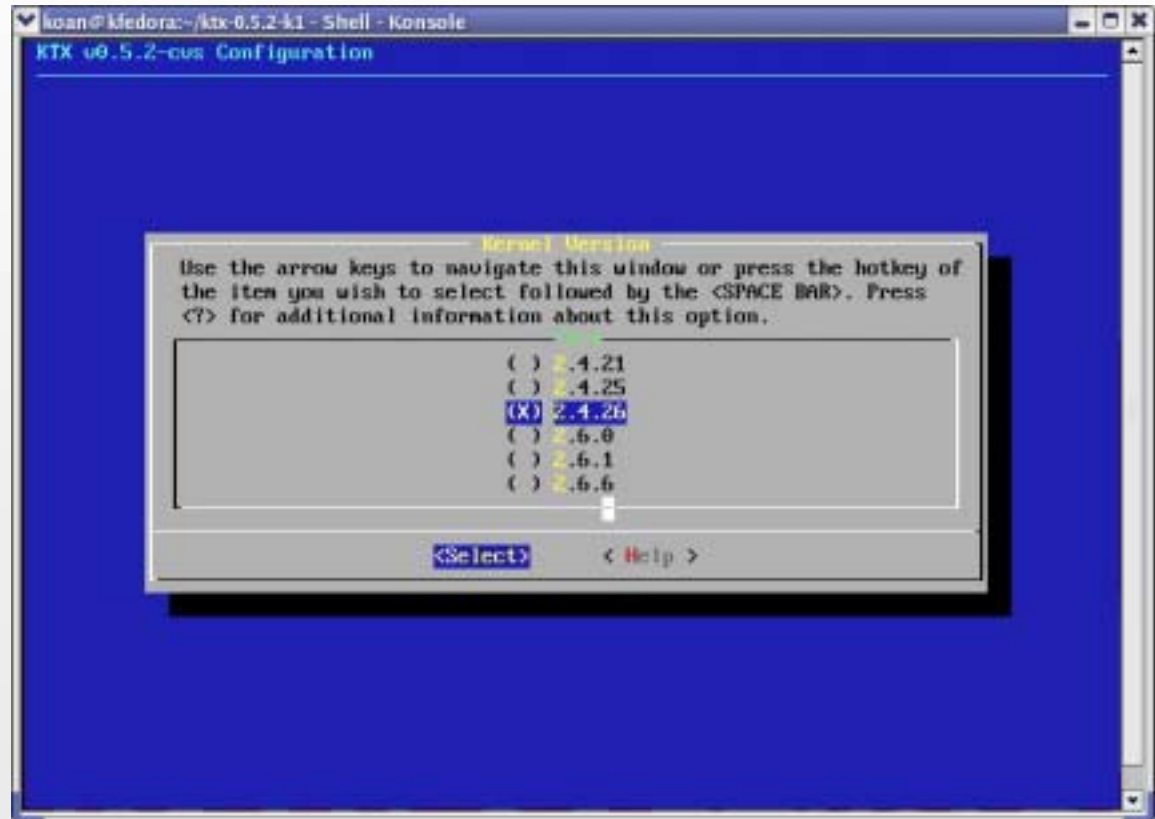 koan@kfedora:~/ktx-0.5.2-k1 - Shell - Konsole
KTX v0.5.2-cvs Configuration
Kernel Version
Use the arrow keys to navigate this window or press the hotkey of
the item you wish to select followed by the <SPACE BAR>. Press
<?> for additional information about this option.
( ) 2.4.21
( ) 2.4.25
(X) 2.4.26
( ) 2.6.0
( ) 2.6.1
( ) 2.6.6
<Select> < Help >